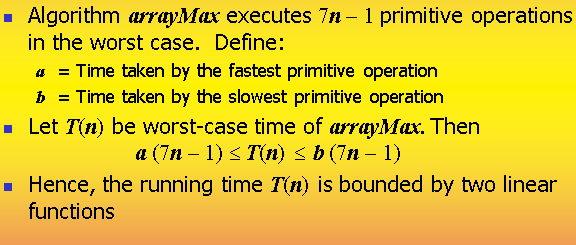 Algorithm arrayMax executes 7n − 1 primitive operations
in the worst case. Define:
a = Time taken by the fastest primitive operation
b = Time taken by the slowest primitive operation
Let T(n) be worst-case time of arrayMax. Then
a (7n − 1) ≤ T(n) ≤ b (7n − 1)
Hence, the running time T(n) is bounded by two linear
functions